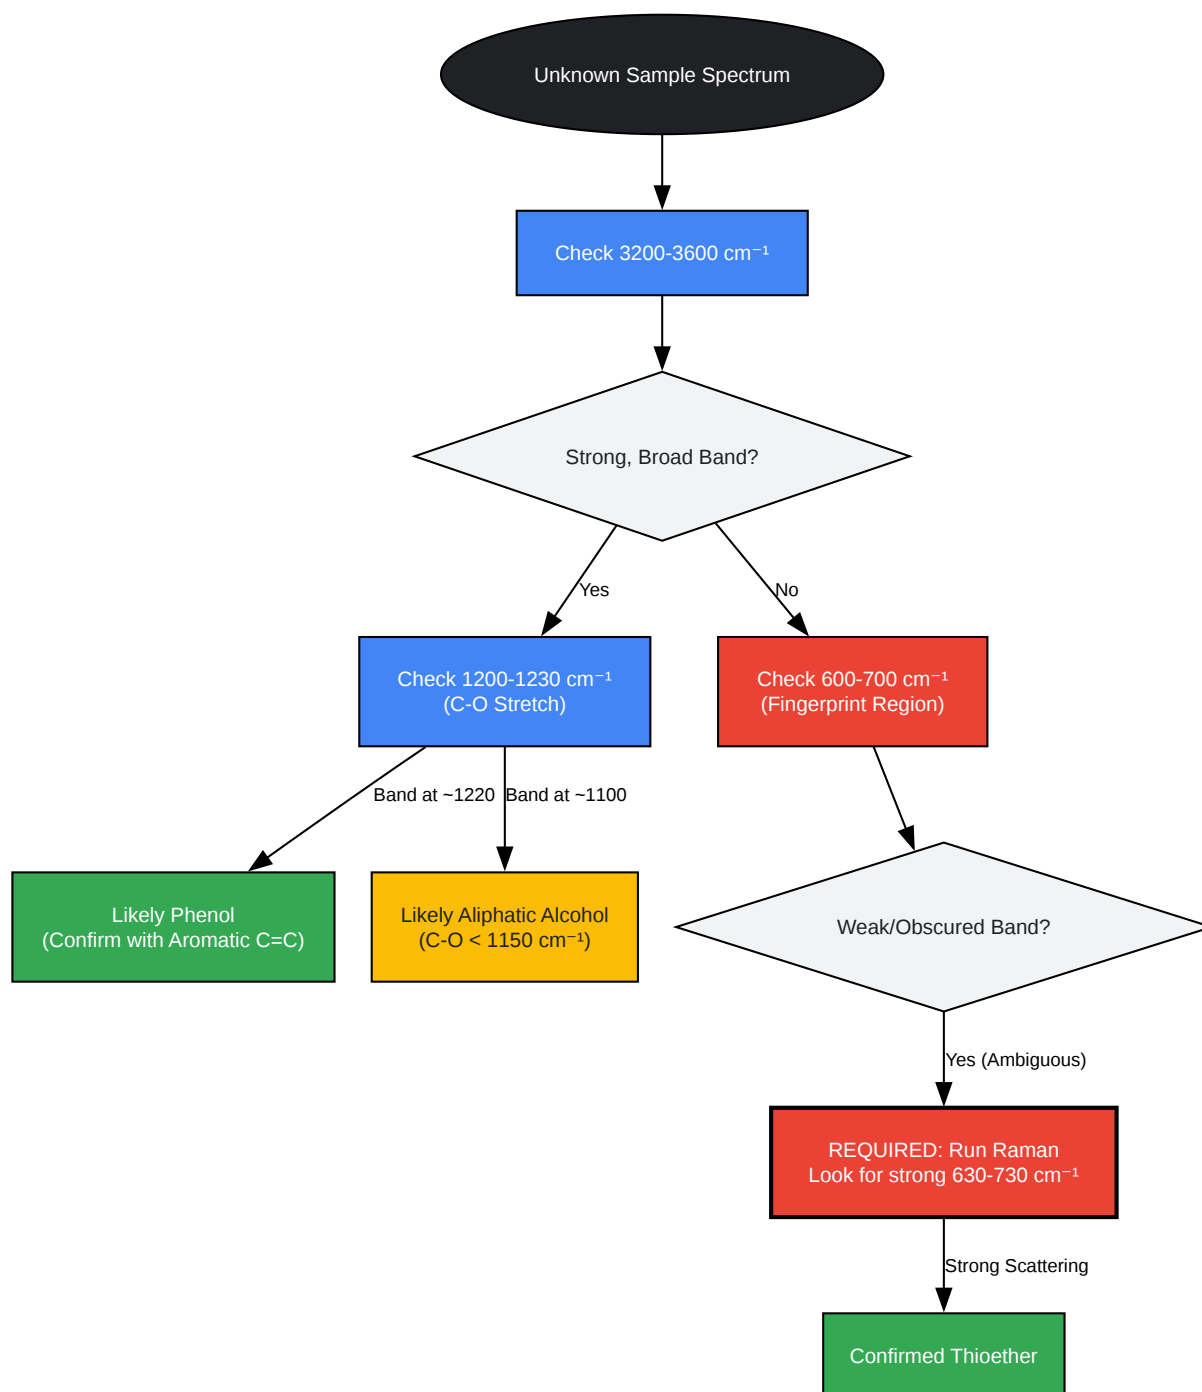 Unknown Sample Spectrum
Check 3200-3600 cm⁻¹
Strong, Broad Band?
Yes
No
Check 1200-1230 cm⁻¹
(C-O Stretch)
Check 600-700 cm⁻¹
(Fingerprint Region)
Band at ~1220
Band at ~1100
Likely Phenol
(Confirm with Aromatic C=C)
Likely Aliphatic Alcohol
(C-O < 1150 cm⁻¹)
Weak/Obscured Band?
Yes (Ambiguous)
REQUIRED: Run Raman
Look for strong 630-730 cm⁻¹
Strong Scattering
Confirmed Thioether